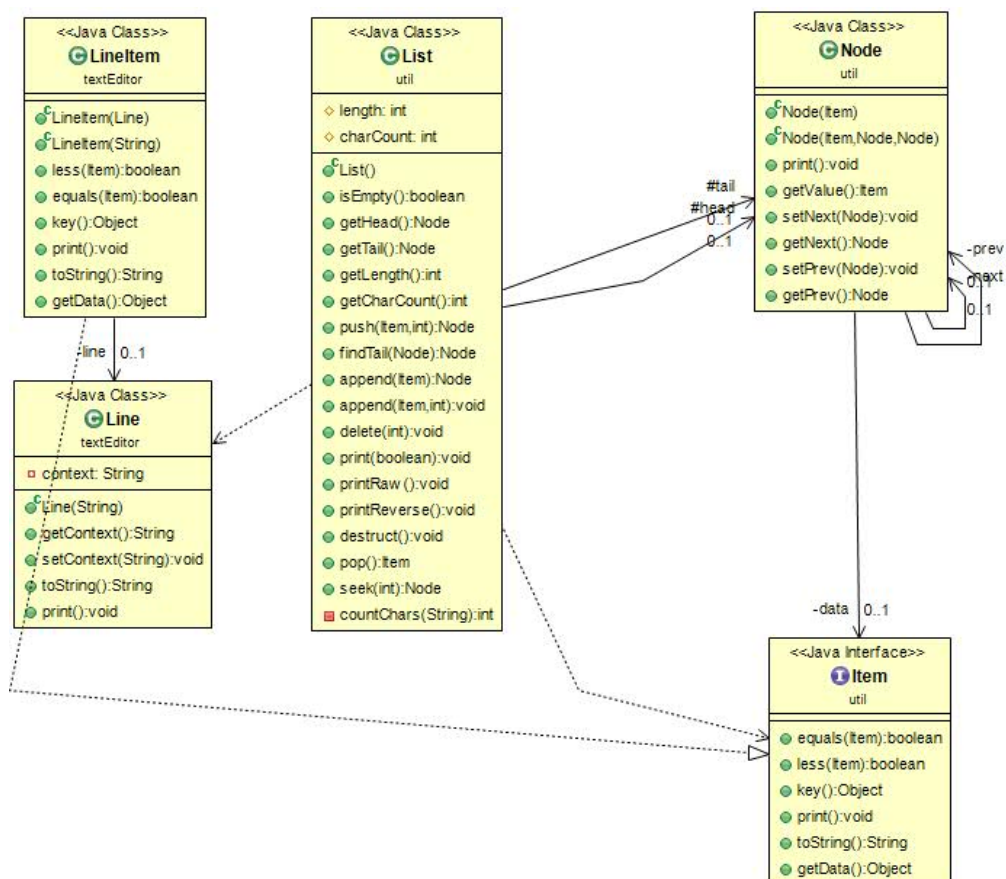 <<Java Class>>
LineItem
textEditor
LineItem(Line)
LineItem(String)
less(Item):boolean
equals(Item):boolean
key():Object
print():void
toString():String
getData():Object
-line 0..1
<<Java Class>>
Line
textEditor
context: String
Line(String)
getContext():String
setContext(String):void
toString():String
print():void
<<Java Class>>
List
util
length: int
charCount: int
List()
isEmpty():boolean
getHead():Node
getTail():Node
getLength():int
getCharCount():int
push(Item,int):Node
findTail(Node):Node
append(Item):Node
append(Item,int):void
delete(int):void
print(boolean):void
printRaw():void
printReverse():void
destruct():void
pop():Item
seek(int):Node
countChars(String):int
#tail
#head
0..1
0..1
<<Java Class>>
Node
util
Node(Item)
Node(Item,Node,Node)
print():void
getValue():Item
setNext(Node):void
getNext():Node
setPrev(Node):void
getPrev():Node
-prev
-next
0..1
0..1
-data 0..1
<<Java Interface>>
Item
util
equals(Item):boolean
less(Item):boolean
key():Object
print():void
toString():String
getData():Object